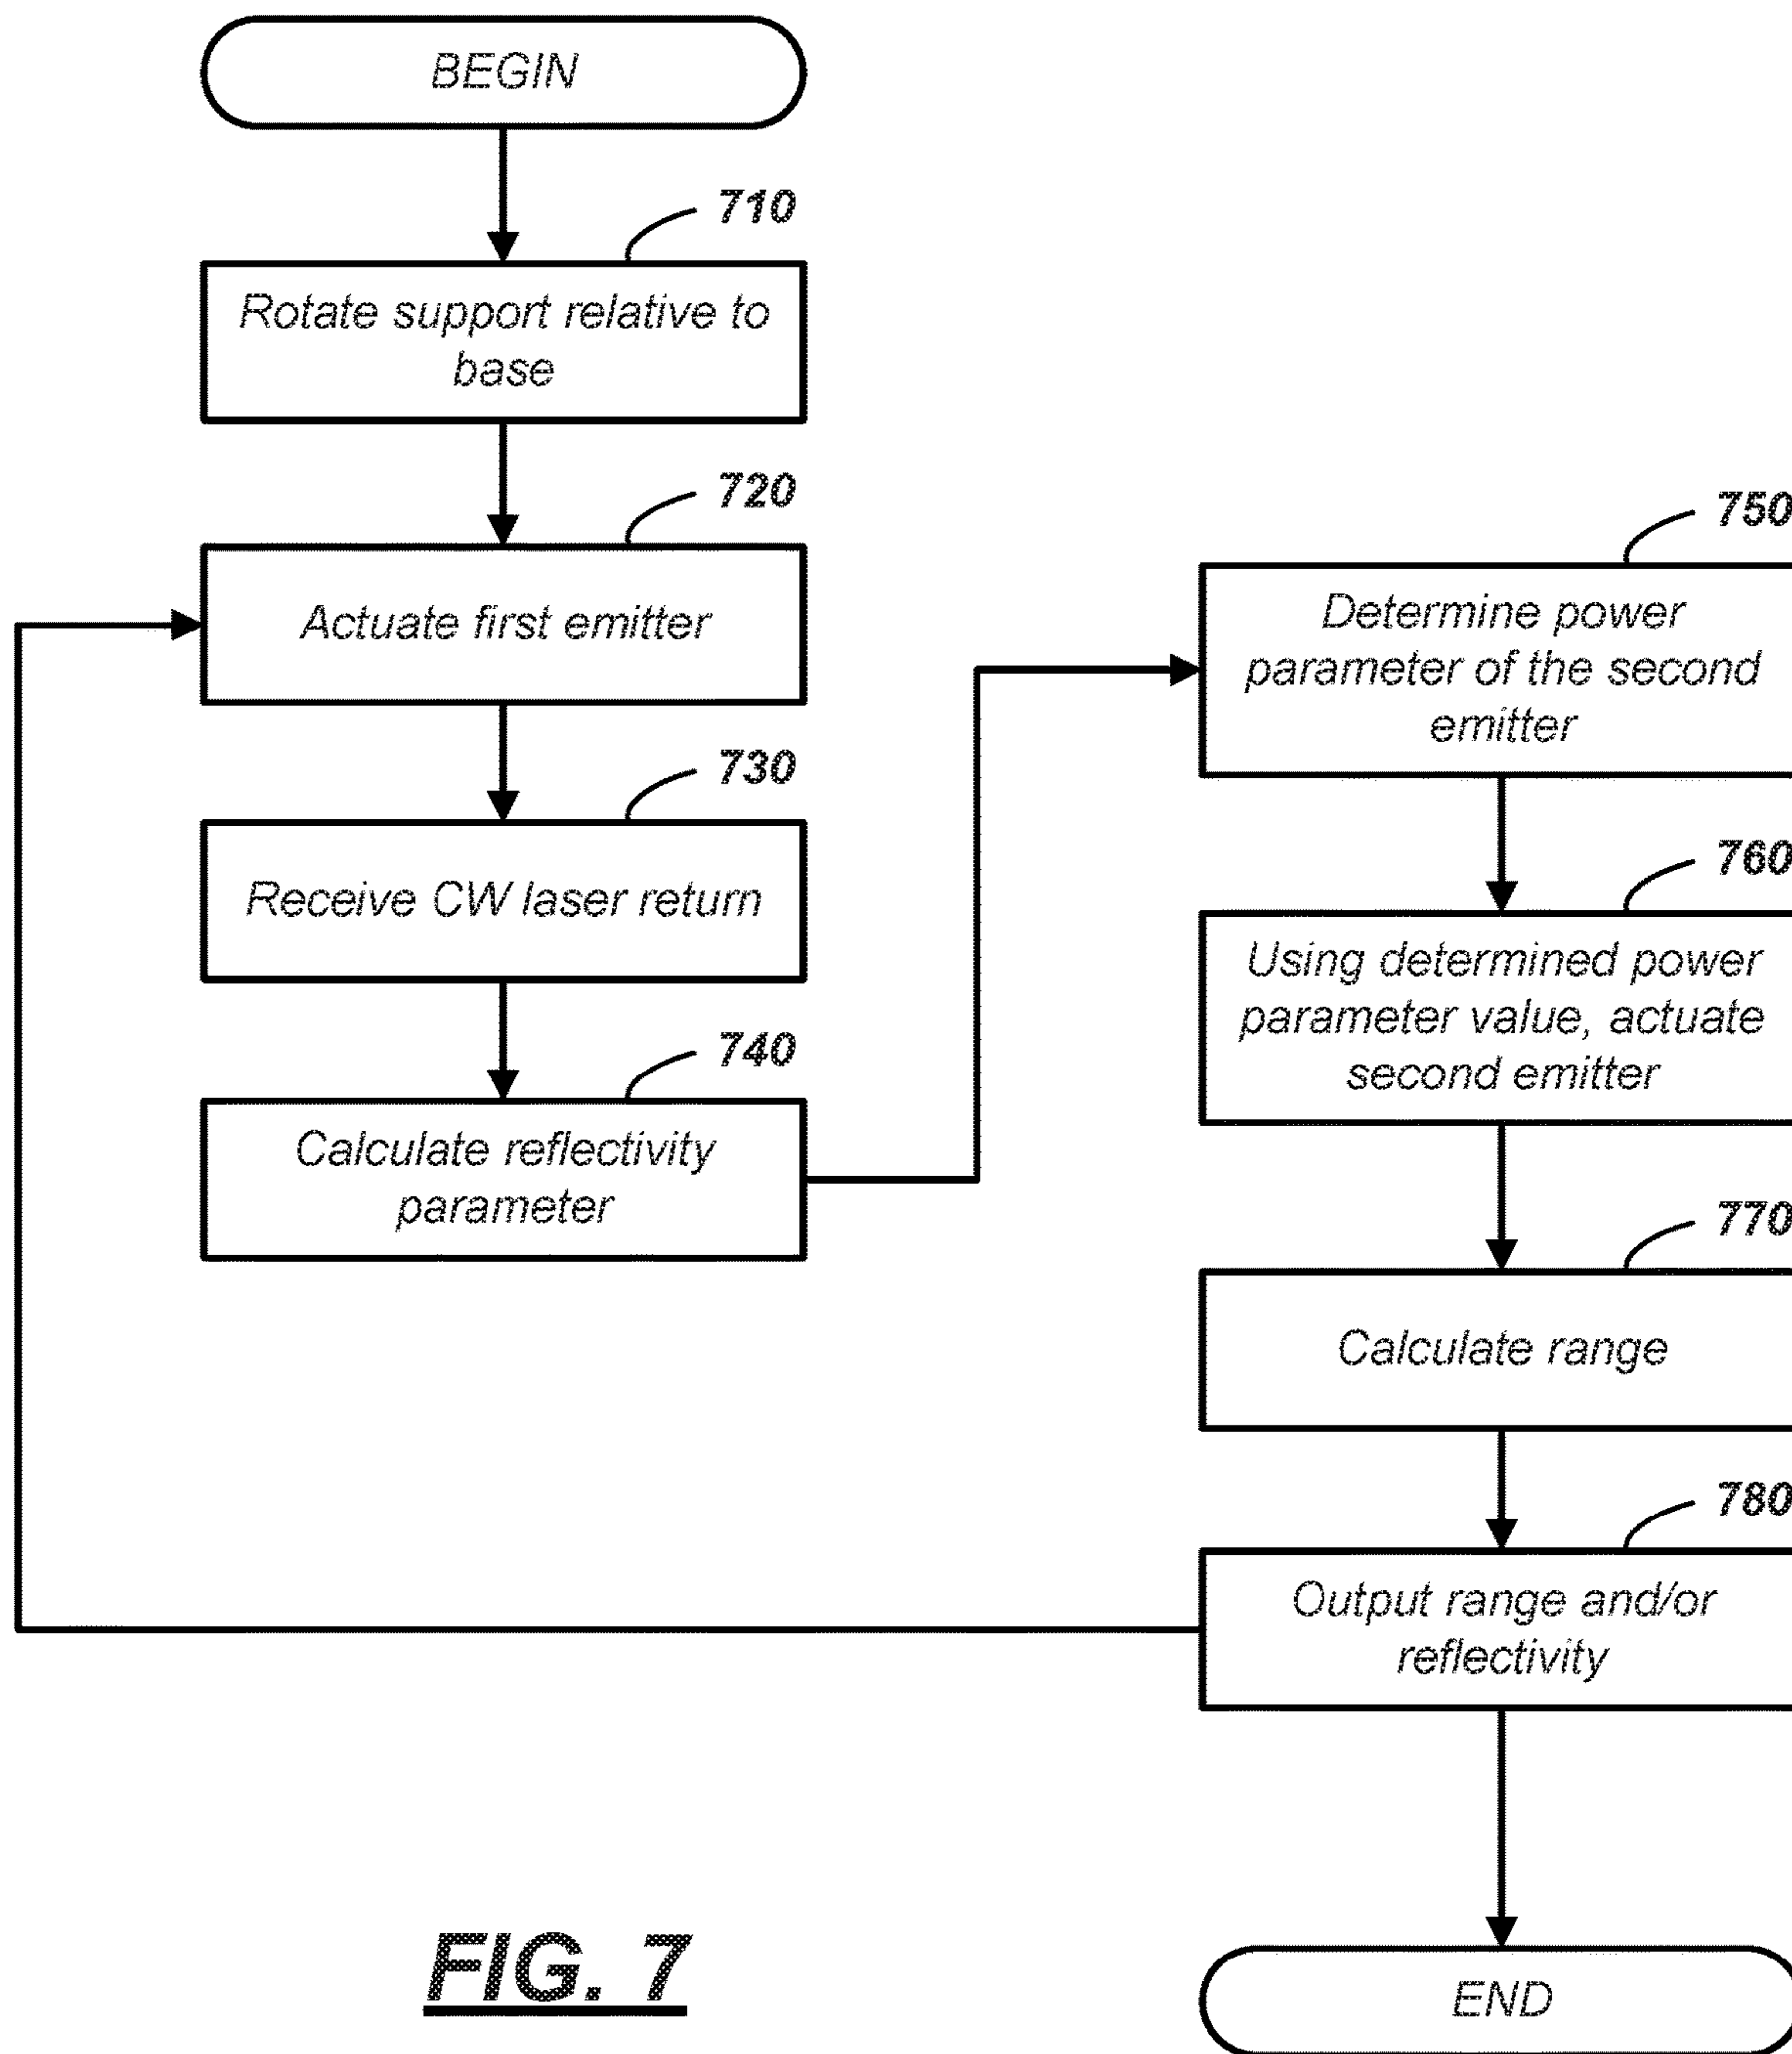 BEGIN
710
Rotate support relative to
base
720
Actuate first emitter
730
Receive CW laser return
740
Calculate reflectivity
parameter
750
Determine power
parameter of the second
emitter
760
Using determined power
parameter value, actuate
second emitter
770
Calculate range
780
Output range and/or
reflectivity
END
FIG. 7